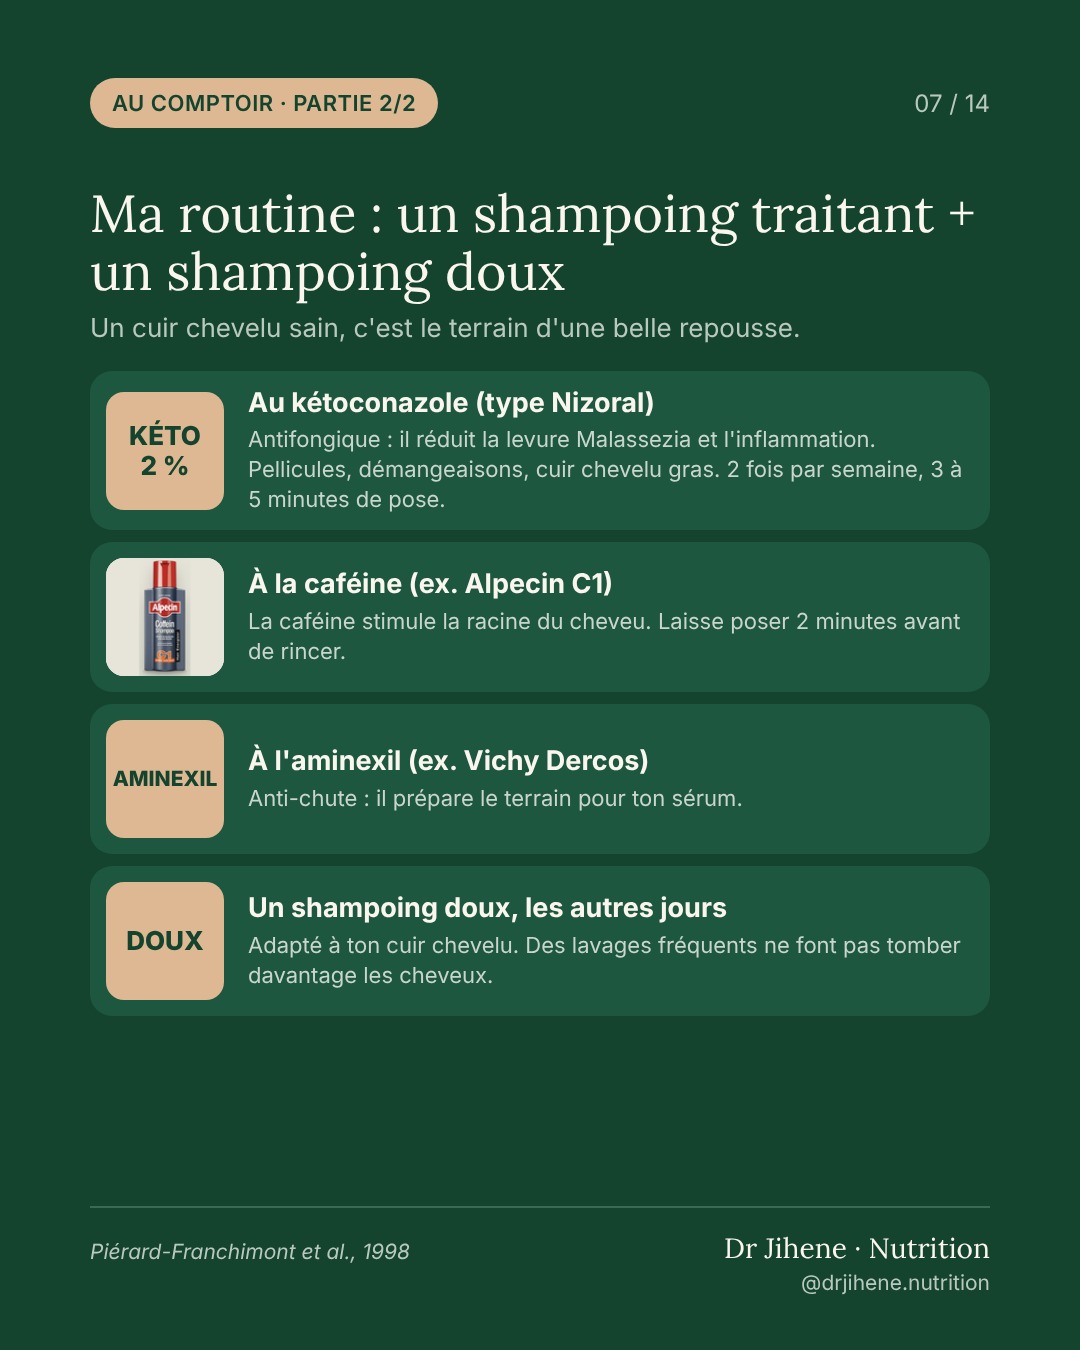 AU COMPTOIR · PARTIE 2/2
07 / 14
Ma routine : un shampoing traitant +
un shampoing doux
Un cuir chevelu sain, c'est le terrain d'une belle repousse.
KÉTO
2 %
Au kétoconazole (type Nizoral)
Antifongique : il réduit la levure Malassezia et l'inflammation.
Pellicules, démangeaisons, cuir chevelu gras. 2 fois par semaine, 3 à
5 minutes de pose.
Alpecin
Coffein
Shampoo
C1
À la caféine (ex. Alpecin C1)
La caféine stimule la racine du cheveu. Laisse poser 2 minutes avant
de rincer.
AMINEXIL
À l'aminexil (ex. Vichy Dercos)
Anti-chute : il prépare le terrain pour ton sérum.
DOUX
Un shampoing doux, les autres jours
Adapté à ton cuir chevelu. Des lavages fréquents ne font pas tomber
davantage les cheveux.
Piérard-Franchimont et al., 1998
Dr Jihene · Nutrition
@drjihene.nutrition